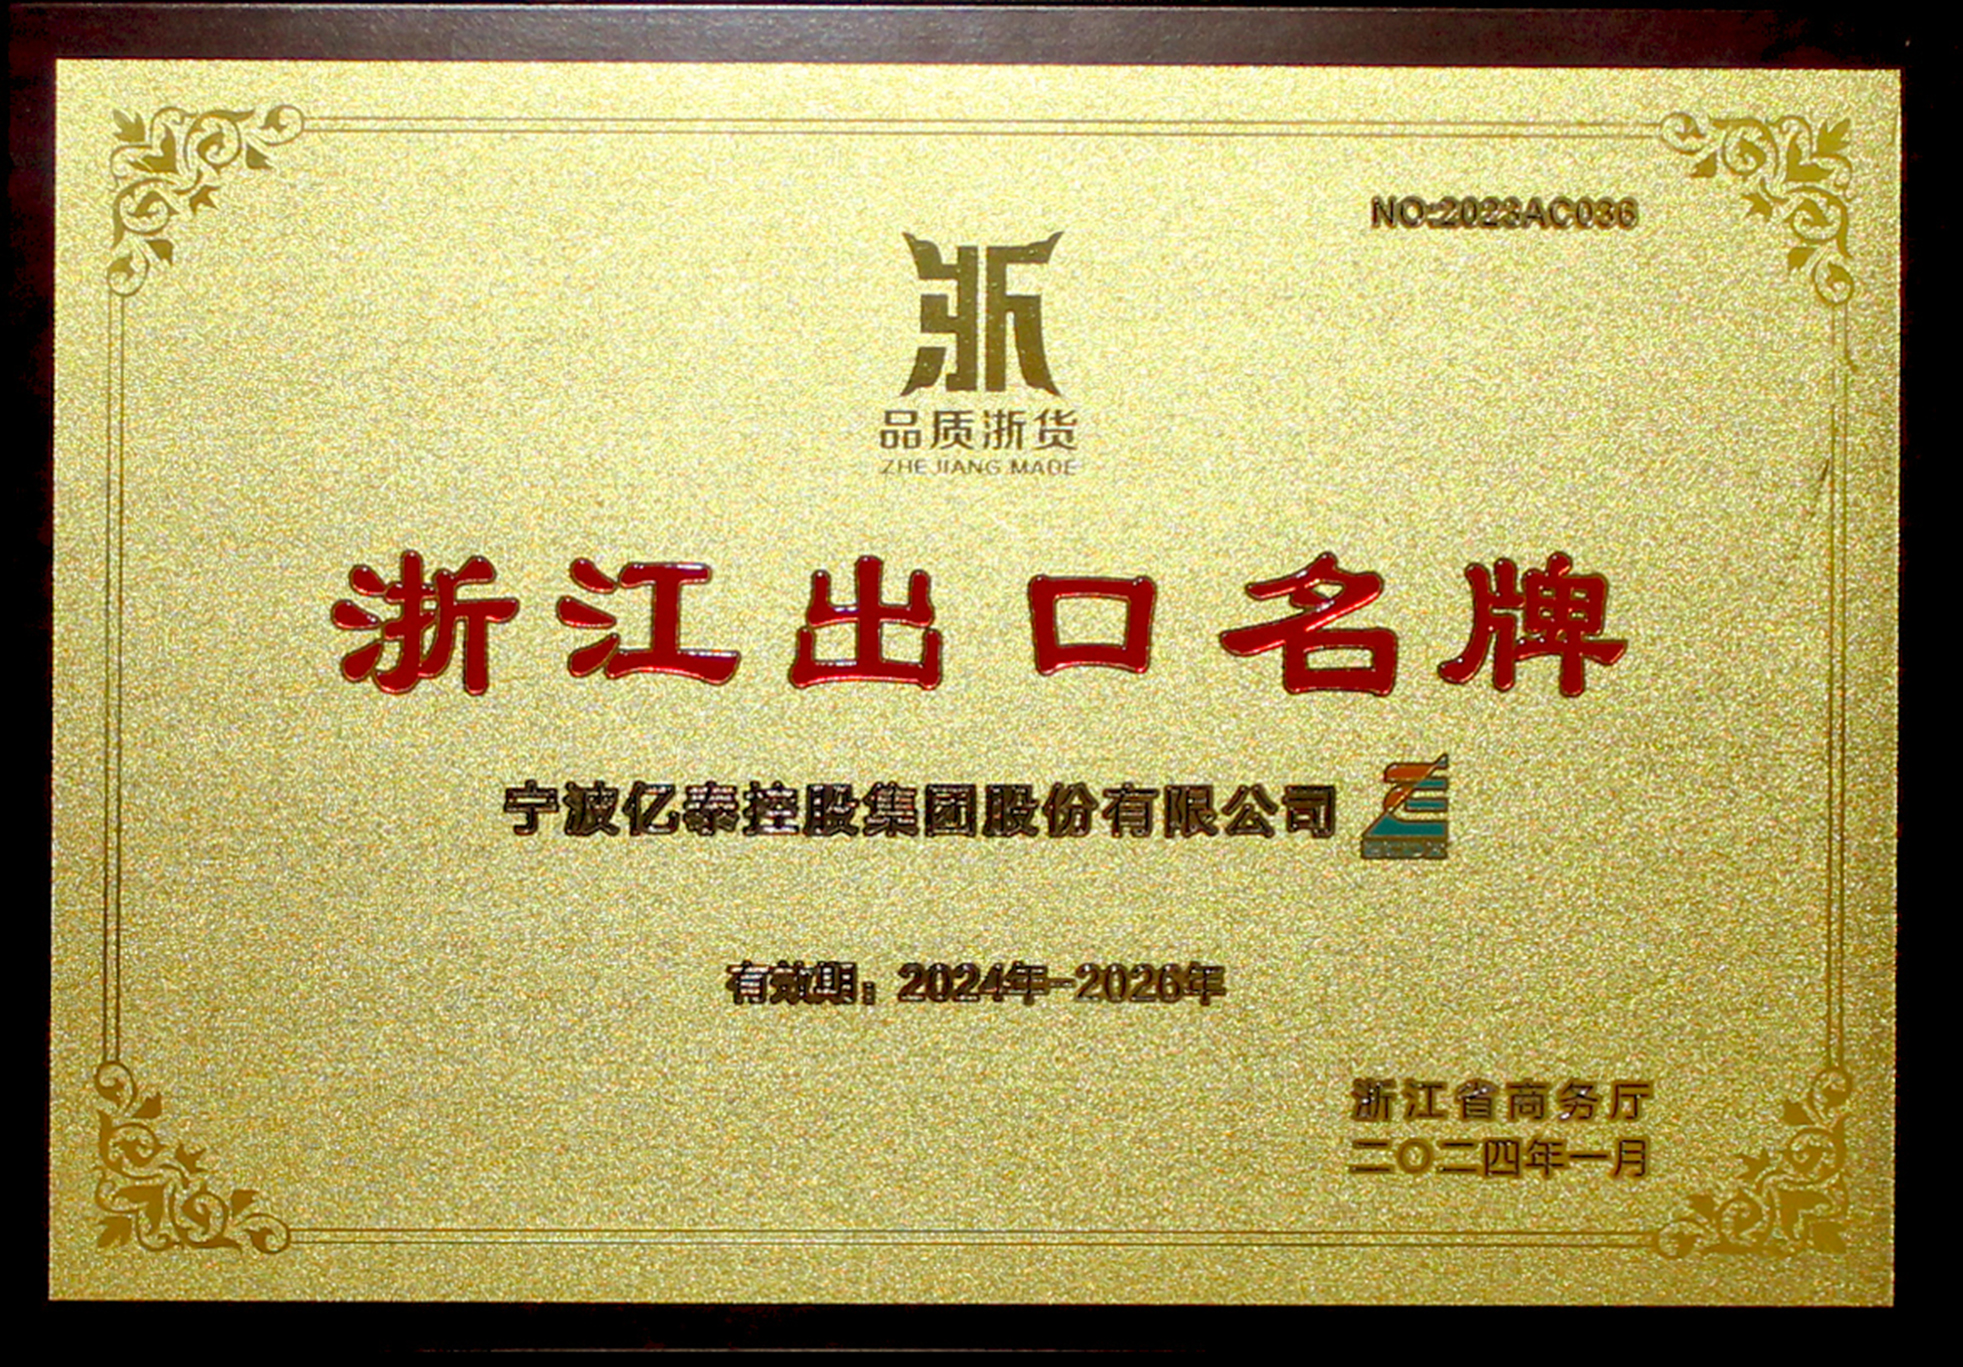 NO:2023AC036
浙
品质浙货
ZHEJIANG MADE
浙江出口名牌
宁波亿泰控股集团股份有限公司
有效期：2024年-2026年
浙江省商务厅
二〇二四年一月